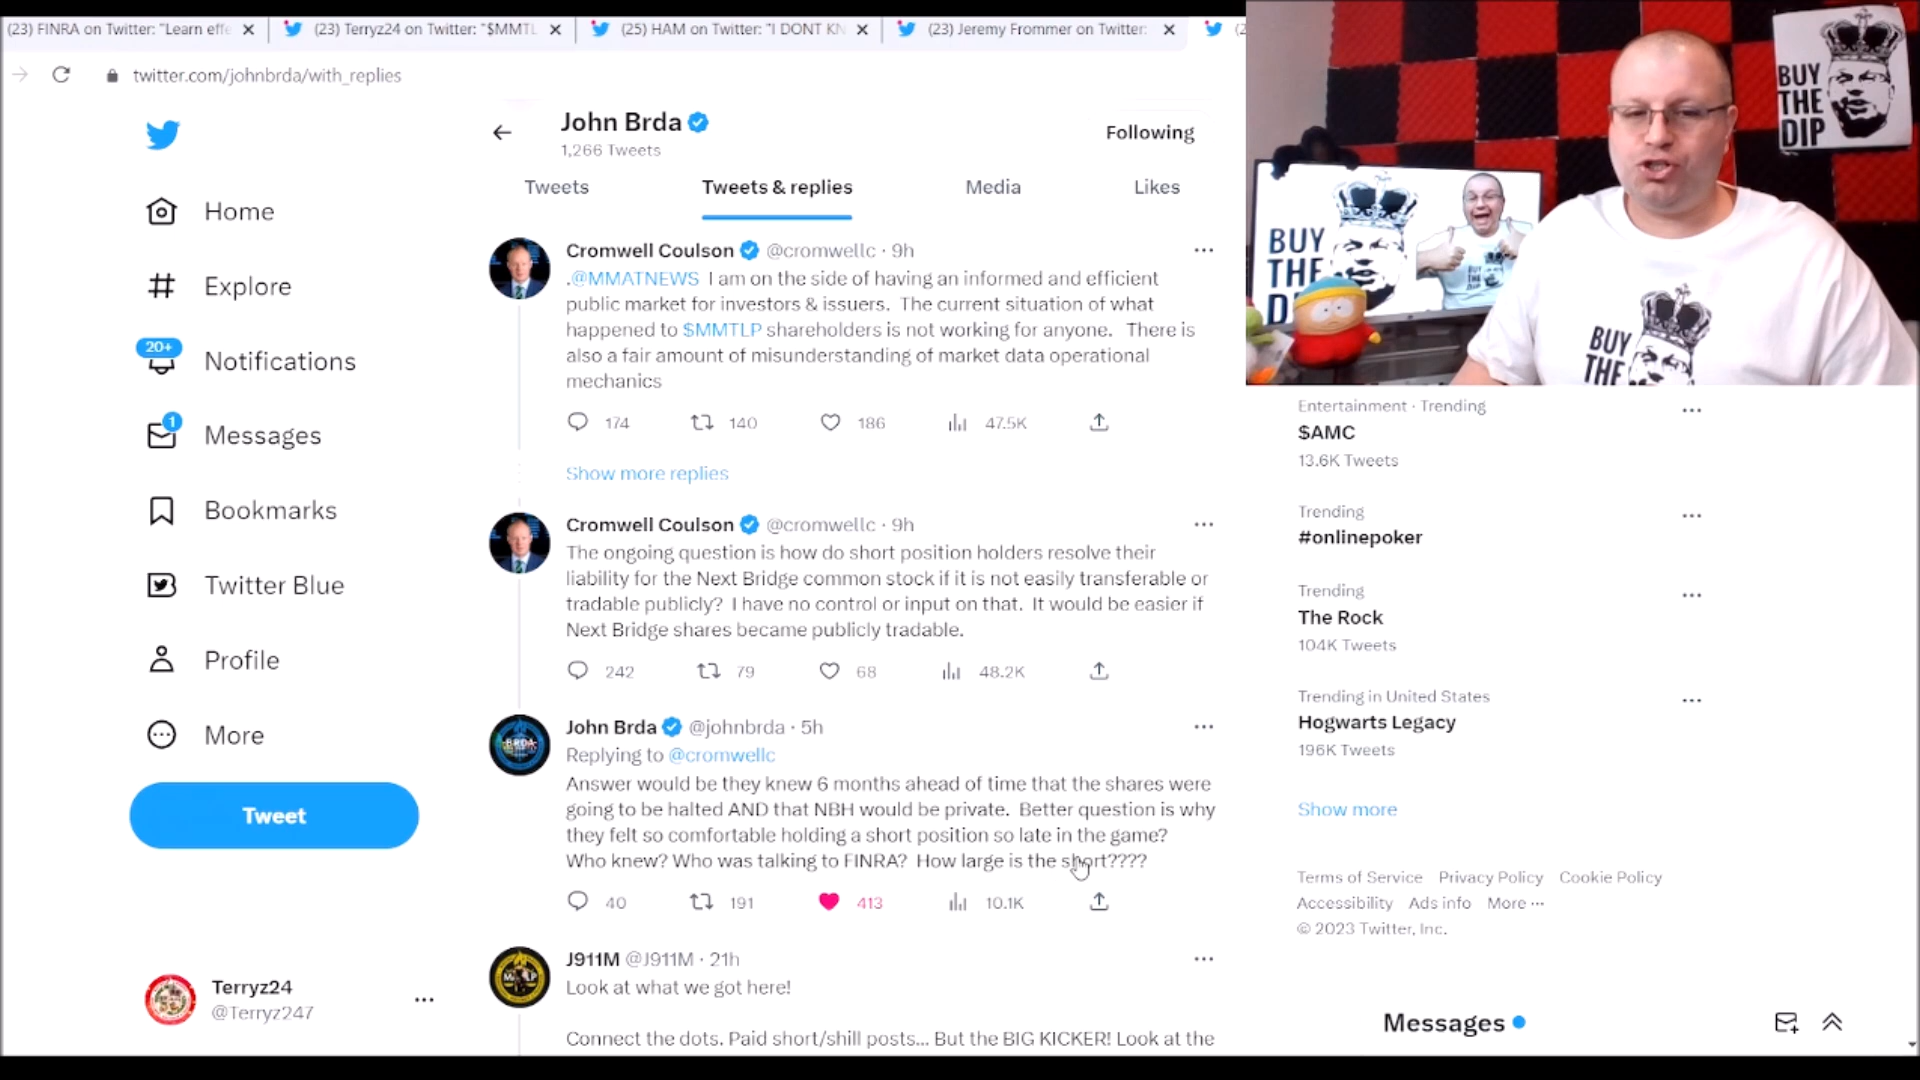 (23) FINRA on Twitter: "Learn effe
(23) Terryz24 on Twitter: "$MMTL
(25) HAM on Twitter: "I DONT KN
(23) Jeremy Frommer on Twitter:
(2
twitter.com/johnbrda/with_replies
Home
Explore
20+
Notifications
1
Messages
Bookmarks
Twitter Blue
Profile
More
Tweet
Terryz24
@Terryz247
John Brda
1,266 Tweets
Following
Tweets
Tweets & replies
Media
Likes
Cromwell Coulson @cromwellc · 9h
.@MMATNEWS I am on the side of having an informed and efficient
public market for investors & issuers. The current situation of what
happened to $MMTLP shareholders is not working for anyone. There is
also a fair amount of misunderstanding of market data operational
mechanics
174 140 186 47.5K
Show more replies
Cromwell Coulson @cromwellc · 9h
The ongoing question is how do short position holders resolve their
liability for the Next Bridge common stock if it is not easily transferable or
tradable publicly? I have no control or input on that. It would be easier if
Next Bridge shares became publicly tradable.
242 79 68 48.2K
John Brda @johnbrda · 5h
Replying to @cromwellc
Answer would be they knew 6 months ahead of time that the shares were
going to be halted AND that NBH would be private. Better question is why
they felt so comfortable holding a short position so late in the game?
Who knew? Who was talking to FINRA? How large is the short????
40 191 413 10.1K
J911M @J911M · 21h
Look at what we got here!
Connect the dots. Paid short/shill posts... But the BIG KICKER! Look at the
BUY
THE
DIP
BUY
THE
D
BUY
THE
Entertainment · Trending
$AMC
13.6K Tweets
Trending
#onlinepoker
Trending
The Rock
104K Tweets
Trending in United States
Hogwarts Legacy
196K Tweets
Show more
Terms of Service Privacy Policy Cookie Policy
Accessibility Ads info More ···
© 2023 Twitter, Inc.
Messages